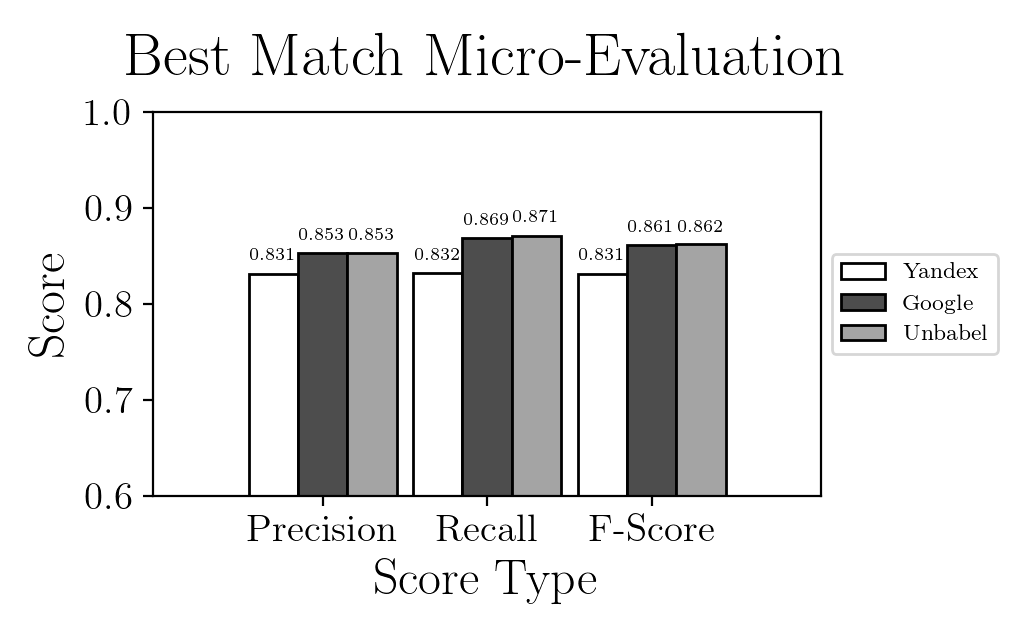 Best Match Micro-Evaluation
1.0
0.9
0.8
0.7
0.6
Score
0.831
0.853
0.853
0.832
0.869
0.871
0.831
0.861
0.862
Precision
Recall
F-Score
Score Type
Yandex
Google
Unbabel